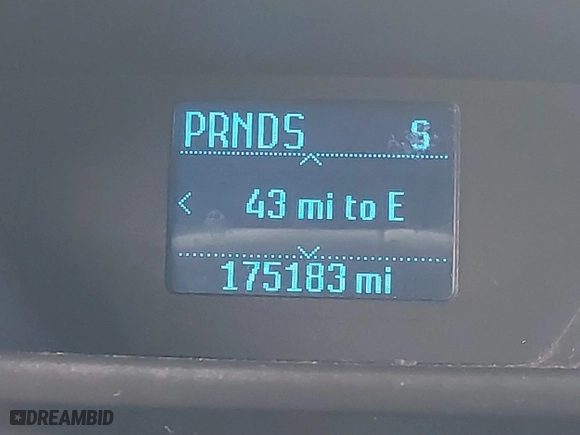 PRNDS S
< 43 mi to E
175183 mi
DREAMBID